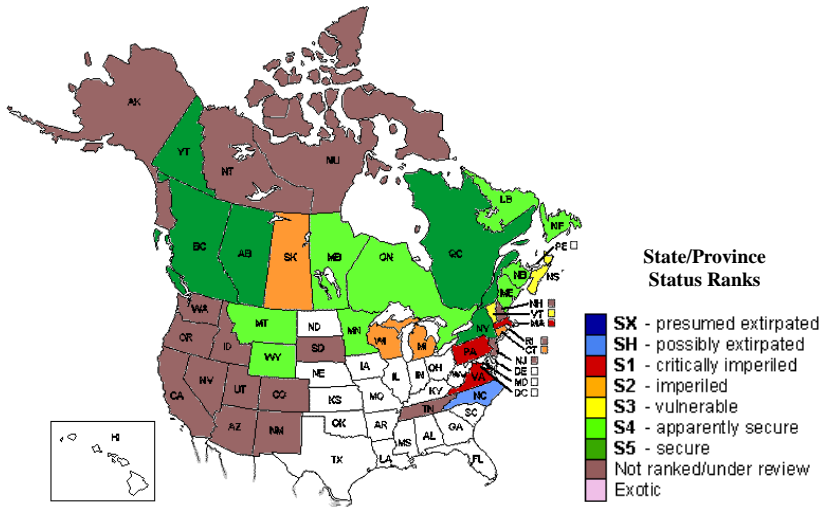 AK
YT
NT
NU
BC
AB
SK
MB
ON
QC
LB
NF
PE
NB
NS
ME
NH
VT
MA
RI
CT
NJ
DE
MD
DC
NY
PA
VA
NC
WA
OR
ID
MT
WY
ND
SD
MN
WI
MI
NE
IA
IL
IN
OH
KY
CA
NV
UT
CO
KS
MO
AZ
NM
OK
AR
TN
TX
LA
MS
AL
GA
SC
FL
HI
State/Province
Status Ranks
SX - presumed extirpated
SH - possibly extirpated
S1 - critically imperiled
S2 - imperiled
S3 - vulnerable
S4 - apparently secure
S5 - secure
Not ranked/under review
Exotic